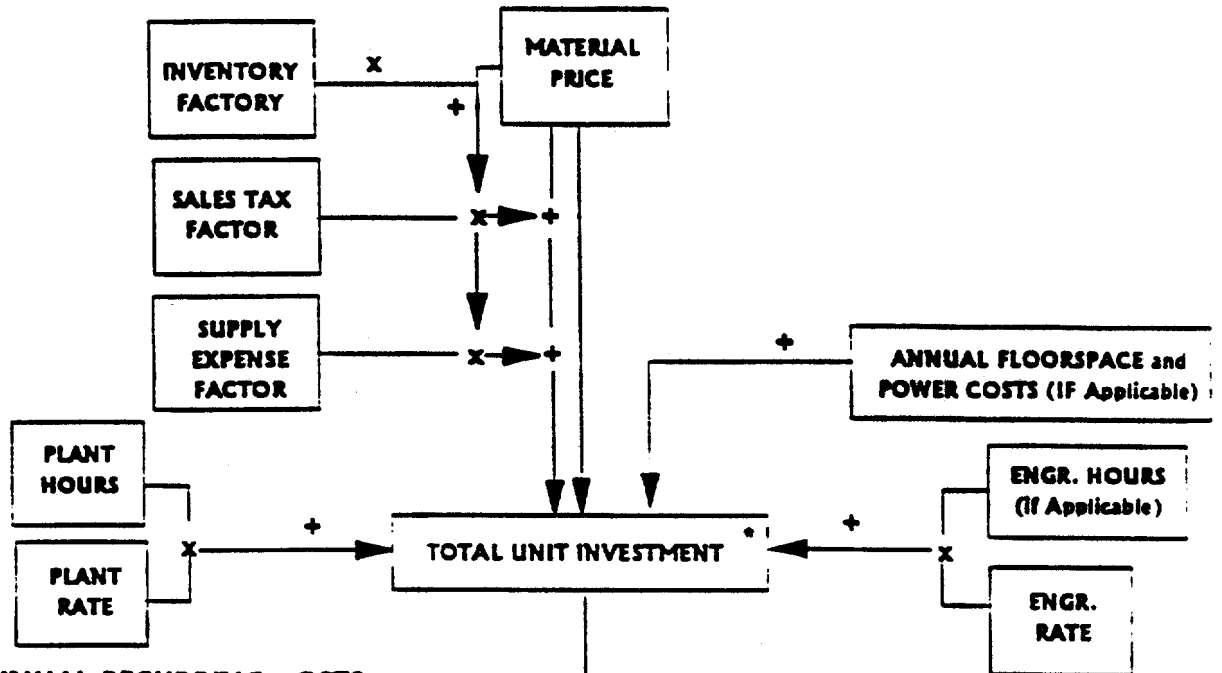 MATERIAL
PRICE
x
INVENTORY
FACTORY
+
SALES TAX
FACTOR
x
+
SUPPLY
EXPENSE
FACTOR
x
+
+
ANNUAL FLOORSPACE and
POWER COSTS (IF Applicable)
PLANT
HOURS
ENGR. HOURS
(if Applicable)
x
+
TOTAL UNIT INVESTMENT *
+
x
PLANT
RATE
ENGR.
RATE